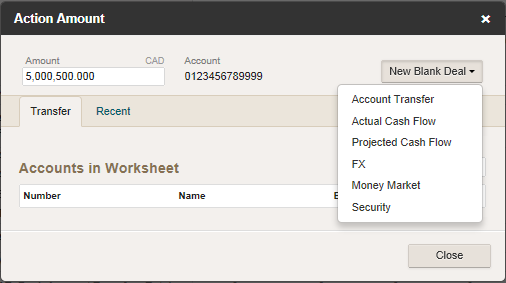 Action Amount
Amount CAD Account
5,000,500.000 0123456789999
New Blank Deal
Account Transfer
Actual Cash Flow
Projected Cash Flow
FX
Money Market
Security
Transfer Recent
Accounts in Worksheet
Number Name
Close